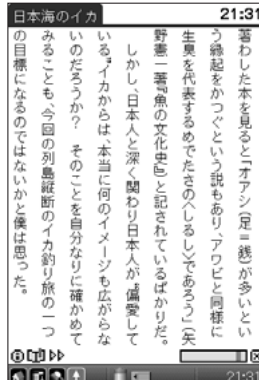 日本海のイカ
21:31
著わした本を見ると「オアシ(足=銭)が多いとい
う縁起をかつぐという説もあり、アワビと同様に
生臭を代表するめでたさの〈しるし〉であろう」(矢
野憲一著『魚の文化史』)と記されているばかりだ。
しかし、日本人と深く関わり日本人が“偏愛して
いる”イカからは、本当に何のイメージも広がらな
いのだろうか? そのことを自分なりに確かめて
みることも、今回の列島縦断のイカ釣り旅の一つ
の目標になるのではないかと僕は思った。
21:31